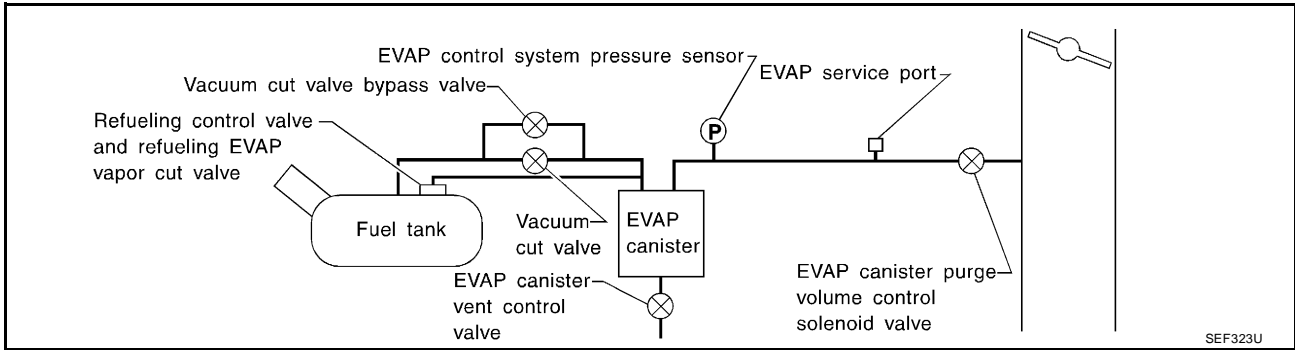 EVAP control system pressure sensor
EVAP service port
Vacuum cut valve bypass valve
Refueling control valve
and refueling EVAP
vapor cut valve
P
Fuel tank
Vacuum
cut valve
EVAP
canister
EVAP canister
vent control
valve
EVAP canister purge
volume control
solenoid valve
SEF323U